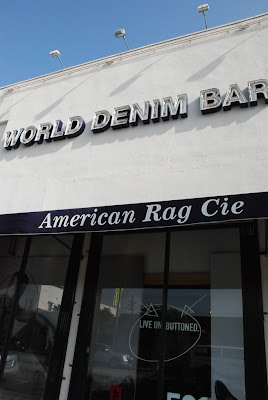 WORLD DENIM BAR
American Rag Cie
LIVE UNBUTTONED.